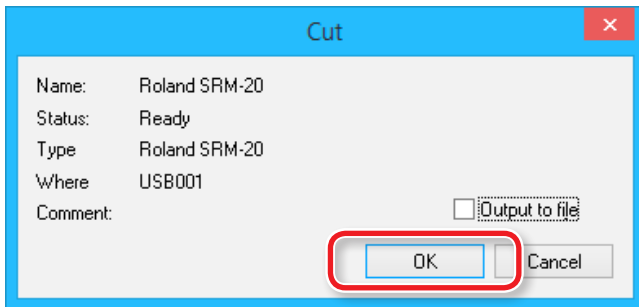 Cut
Name: Roland SRM-20
Status: Ready
Type Roland SRM-20
Where USB001
Comment:
Output to file
OK Cancel